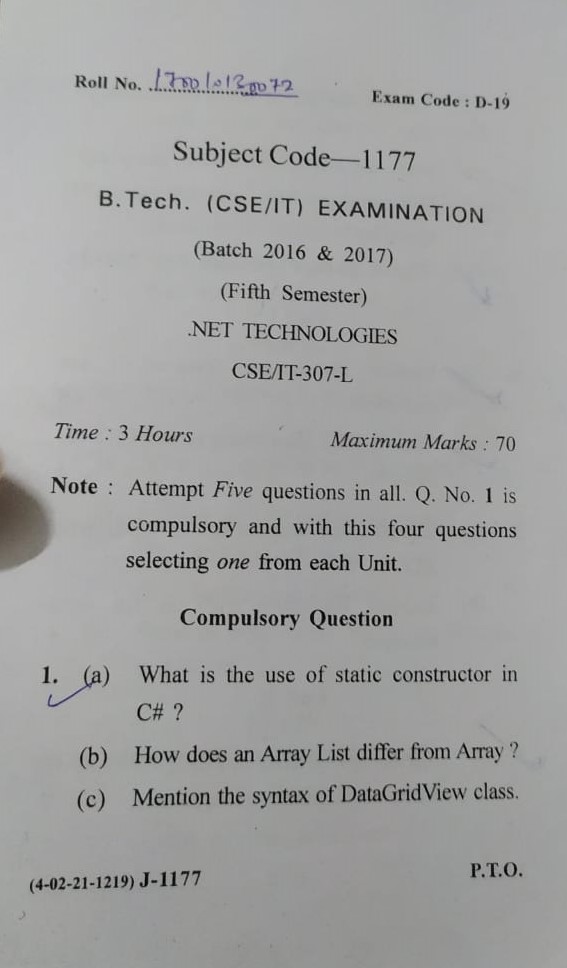 Roll No. 170010130072
Exam Code : D-19
Subject Code—1177
B.Tech. (CSE/IT) EXAMINATION
(Batch 2016 & 2017)
(Fifth Semester)
.NET TECHNOLOGIES
CSE/IT-307-L
Time : 3 Hours
Maximum Marks : 70
Note : Attempt Five questions in all. Q. No. 1 is
compulsory and with this four questions
selecting one from each Unit.
Compulsory Question
1. (a) What is the use of static constructor in
C# ?
(b) How does an Array List differ from Array ?
(c) Mention the syntax of DataGridView class.
(4-02-21-1219) J-1177
P.T.O.